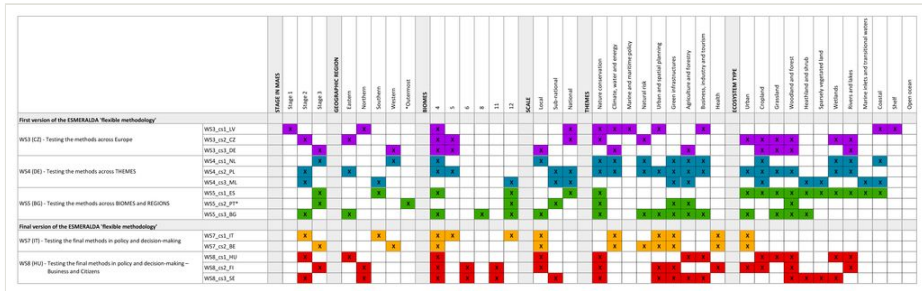 STAGE IN MAES
Stage 1
Stage 2
Stage 3
GEOGRAPHIC REGION
Eastern
Northern
Southern
Western
*Outermost
BIOMES
4
5
6
8
11
12
SCALE
Local
Sub-national
National
THEMES
Nature conservation
Climate, water and energy
Marine and maritime policy
Natural risk
Urban and spatial planning
Green infrastructures
Agriculture and forestry
Business, industry and tourism
Health
ECOSYSTEM TYPE
Urban
Cropland
Grassland
Woodland and forest
Heathland and shrub
Sparsely vegetated land
Wetlands
Rivers and lakes
Marine inlets and transitional waters
Coastal
Shelf
Open ocean
First version of the ESMERALDA 'flexible methodology'
WS3 (CZ) - Testing the methods across Europe
WS3_cs1_LV
WS3_cs2_CZ
WS3_cs3_DE
WS4 (DE) - Testing the methods across THEMES
WS4_cs1_NL
WS4_cs2_PL
WS4_cs3_ML
WS5 (BG) - Testing the methods across BIOMES and REGIONS
WS5_cs1_ES
WS5_cs2_PT*
WS5_cs3_BG
Final version of the ESMERALDA 'flexible methodology'
WS7 (IT) - Testing the final methods in policy and decision-making
WS7_cs1_IT
WS7_cs2_BE
WS8 (HU) - Testing the final methods in policy and decision-making –
Business and Citizens
WS8_cs1_HU
WS8_cs2_FI
WS8_cs3_SE